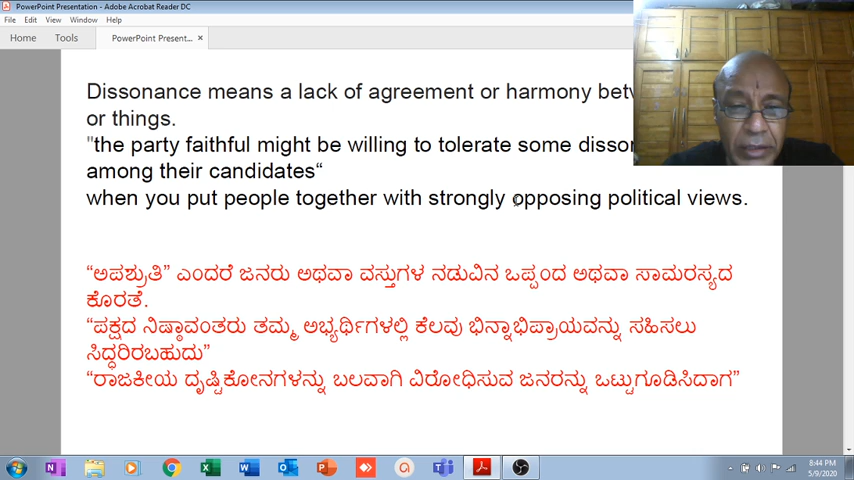 PowerPoint Presentation - Adobe Acrobat Reader DC
File Edit View Window Help
Home Tools PowerPoint Present... ×
Dissonance means a lack of agreement or harmony
or things.
"the party faithful might be willing to tolerate some
among their candidates“
when you put people together with strongly opposing political views.
“ಅಪಶ್ರುತಿ” ಎಂದರೆ ಜನರು ಅಥವಾ ವಸ್ತುಗಳ ನಡುವಿನ ಒಪ್ಪಂದ ಅಥವಾ ಸಾಮರಸ್ಯದ
ಕೊರತೆ.
“ಪಕ್ಷದ ನಿಷ್ಠಾವಂತರು ತಮ್ಮ ಅಭ್ಯರ್ಥಿಗಳಲ್ಲಿ ಕೆಲವು ಭಿನ್ನಾಭಿಪ್ರಾಯವನ್ನು ಸಹಿಸಲು
ಸಿದ್ಧರಿರಬಹುದು”
“ರಾಜಕೀಯ ದೃಷ್ಟಿಕೋನಗಳನ್ನು ಬಲವಾಗಿ ವಿರೋಧಿಸುವ ಜನರನ್ನು ಒಟ್ಟುಗೂಡಿಸಿದಾಗ”
8:44 PM
5/9/2020